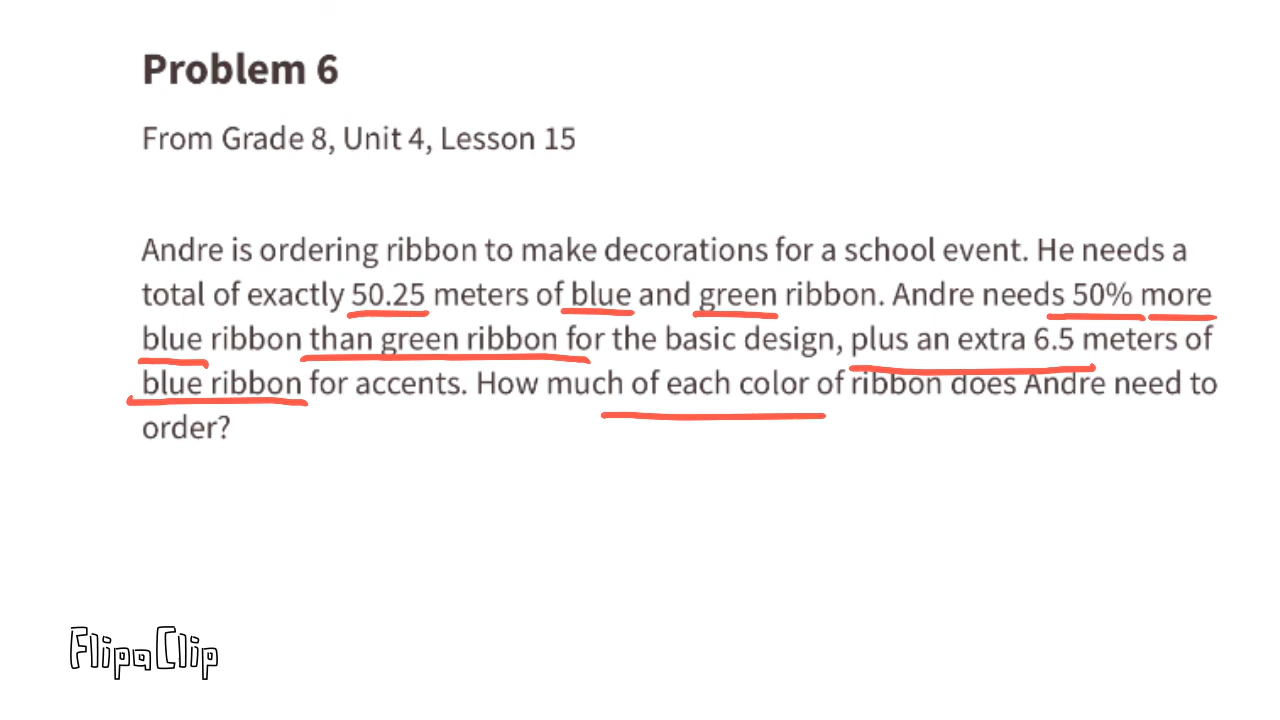 Problem 6
From Grade 8, Unit 4, Lesson 15
Andre is ordering ribbon to make decorations for a school event. He needs a
total of exactly 50.25 meters of blue and green ribbon. Andre needs 50% more
blue ribbon than green ribbon for the basic design, plus an extra 6.5 meters of
blue ribbon for accents. How much of each color of ribbon does Andre need to
order?
FlipaClip